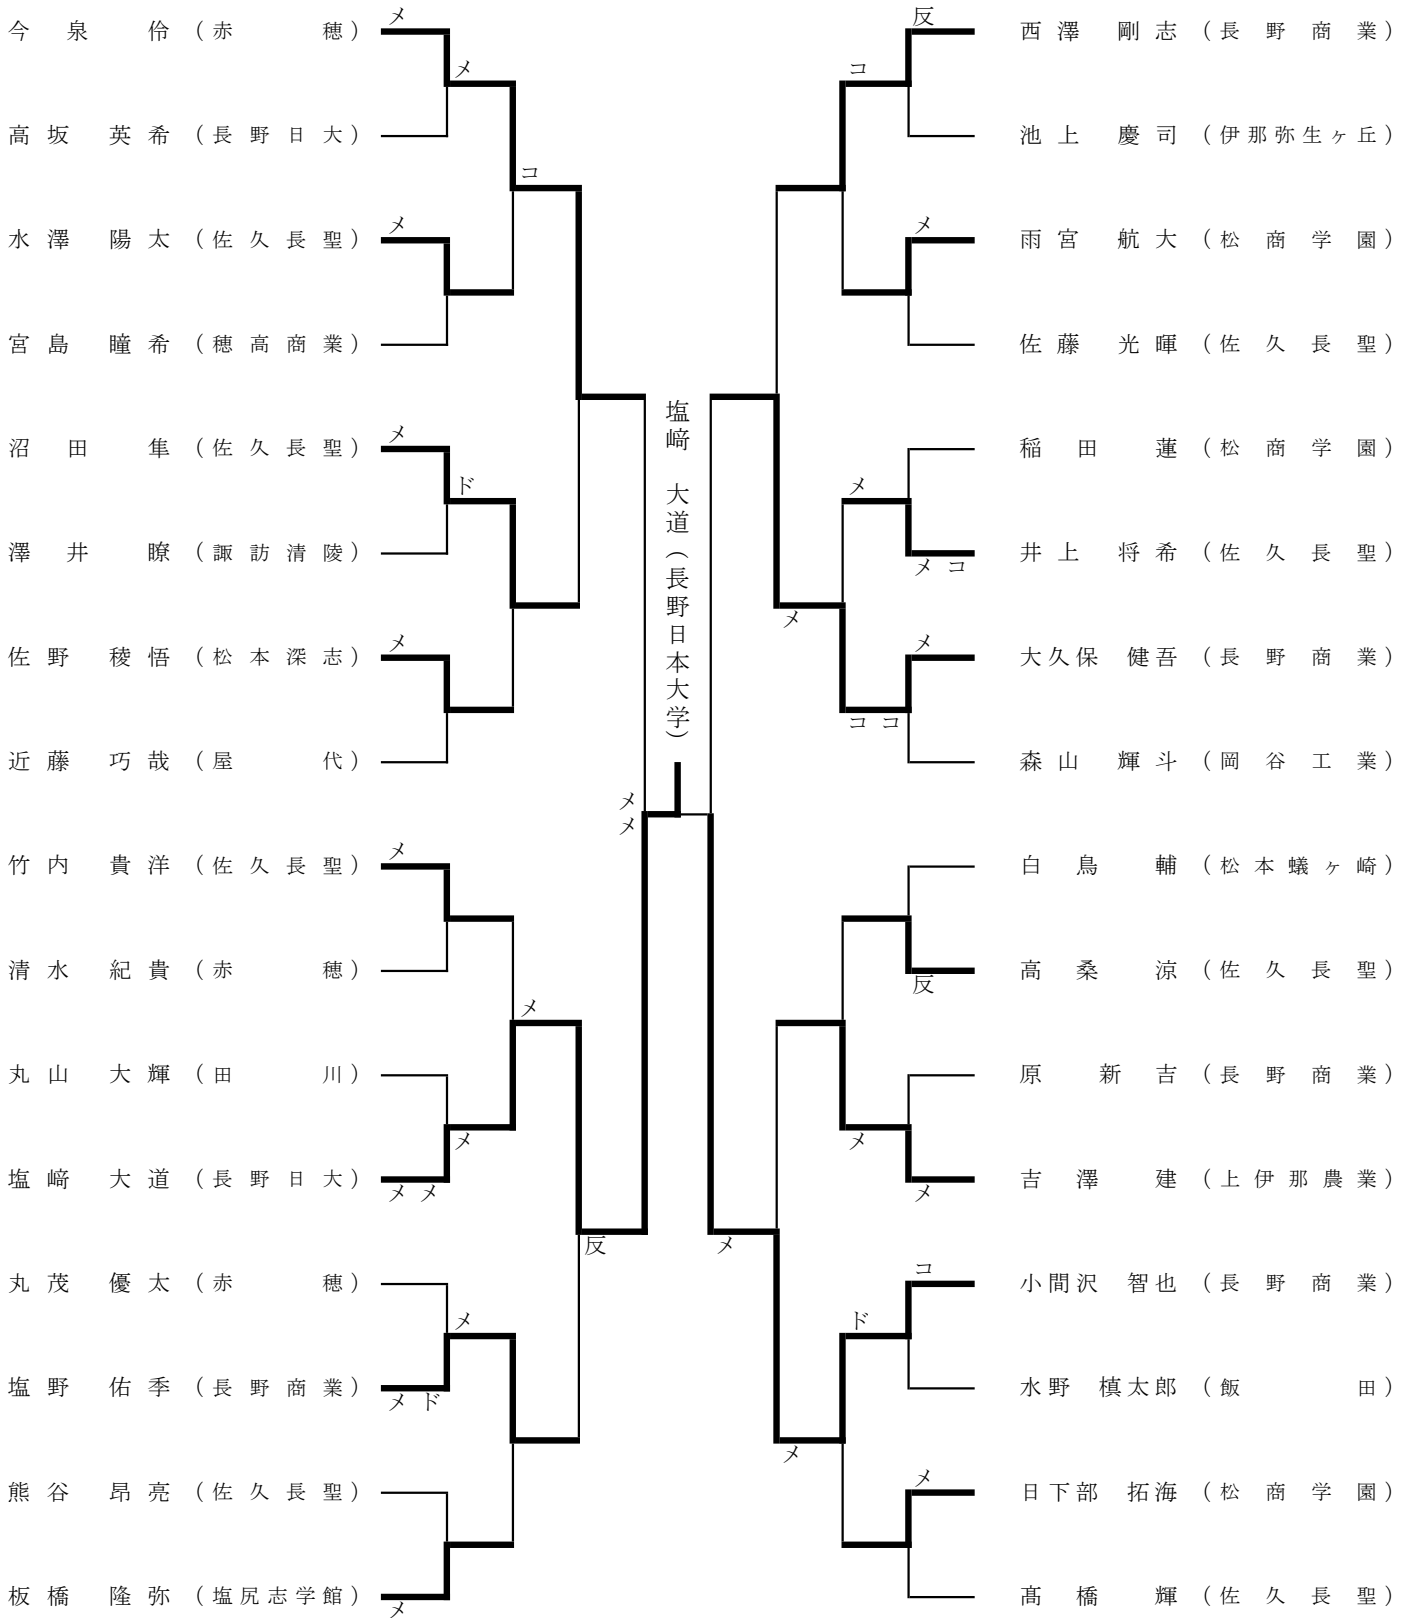 メ
今泉 伶 (赤穂)
メ
高坂 英希 (長野日大)
コ
メ
水澤 陽太 (佐久長聖)
宮島 瞳希 (穂高商業)
メ
沼田 隼 (佐久長聖)
ド
澤井 瞭 (諏訪清陵)
メ
佐野 稜悟 (松本深志)
近藤 巧哉 (屋代)
メ
竹内 貴洋 (佐久長聖)
清水 紀貴 (赤穂)
メ
丸山 大輝 (田川)
メ
塩﨑 大道 (長野日大)
メ メ
反
丸茂 優太 (赤穂)
メ
塩野 佑季 (長野商業)
メ ド
熊谷 昂亮 (佐久長聖)
板橋 隆弥 (塩尻志学館)
メ
塩﨑 大道(長野日本大学)
メ
メ
反
西澤 剛志 (長野商業)
コ
池上 慶司 (伊那弥生ヶ丘)
メ
雨宮 航大 (松商学園)
佐藤 光暉 (佐久長聖)
稲田 蓮 (松商学園)
メ
井上 将希 (佐久長聖)
メ コ
メ
メ
大久保 健吾 (長野商業)
コ コ
森山 輝斗 (岡谷工業)
白鳥 輔 (松本蟻ヶ崎)
高桑 涼 (佐久長聖)
反
原 新吉 (長野商業)
メ
吉澤 建 (上伊那農業)
メ
メ
コ
小間沢 智也 (長野商業)
ド
水野 槙太郎 (飯田)
メ
メ
日下部 拓海 (松商学園)
髙橋 輝 (佐久長聖)